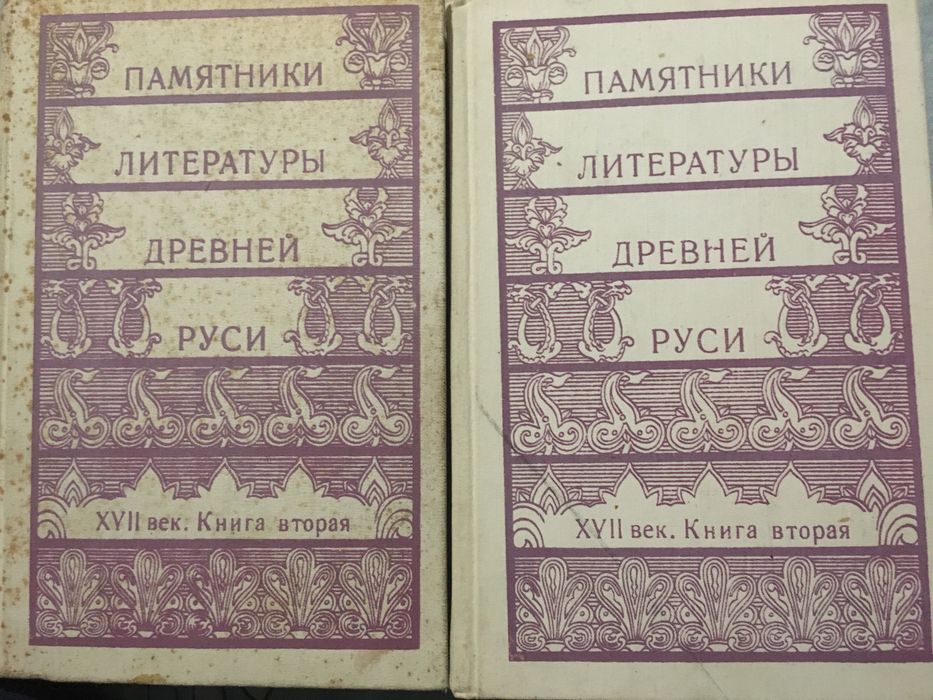 ПАМЯТНИКИ
ЛИТЕРАТУРЫ
ДРЕВНЕЙ
РУСИ
XVII век. Книга вторая
ПАМЯТНИКИ
ЛИТЕРАТУРЫ
ДРЕВНЕЙ
РУСИ
XVII век. Книга вторая